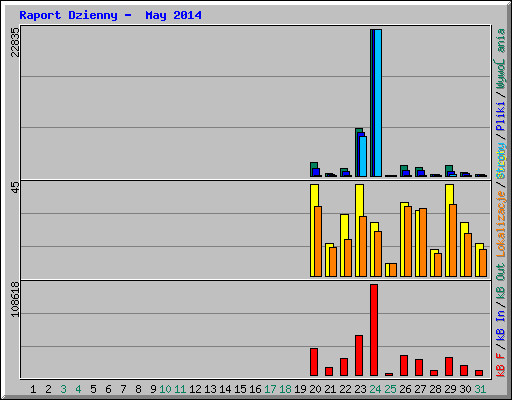 Raport Dzienny - May 2014
22835
45
108618
kB F / kB In / kB Out Lokalizacje / Strony / Pliki / Wywoć ania
1 2 3 4 5 6 7 8 9 10 11 12 13 14 15 16 17 18 19 20 21 22 23 24 25 26 27 28 29 30 31